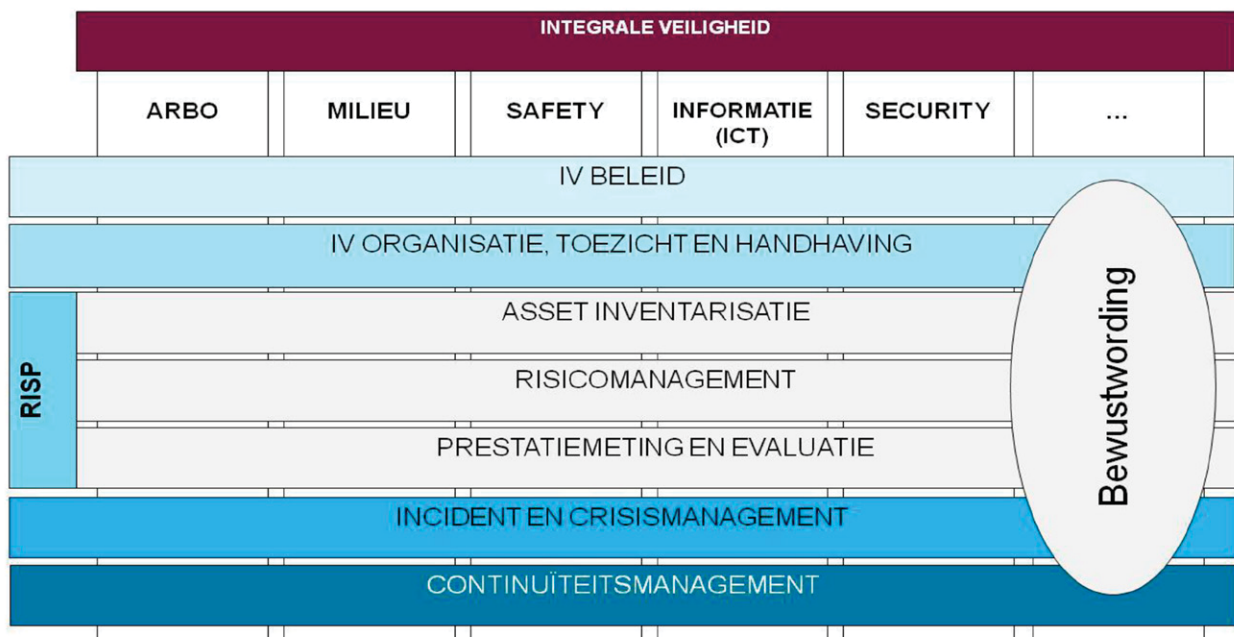 INTEGRALE VEILIGHEID
ARBO
MILIEU
SAFETY
INFORMATIE
(ICT)
SECURITY
...
IV BELEID
IV ORGANISATIE, TOEZICHT EN HANDHAVING
RISP
ASSET INVENTARISATIE
RISICOMANAGEMENT
PRESTATIEMETING EN EVALUATIE
INCIDENT EN CRISISMANAGEMENT
CONTINUÏTEITSMANAGEMENT
Bewustwording